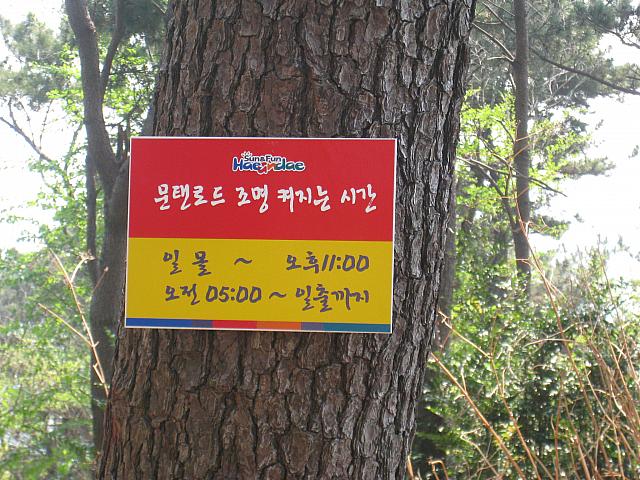 Sun&Fun
Haeundae
문탠로드 조명 켜지는 시간
일몰 ~ 오후11:00
오전 05:00 ~ 일출까지